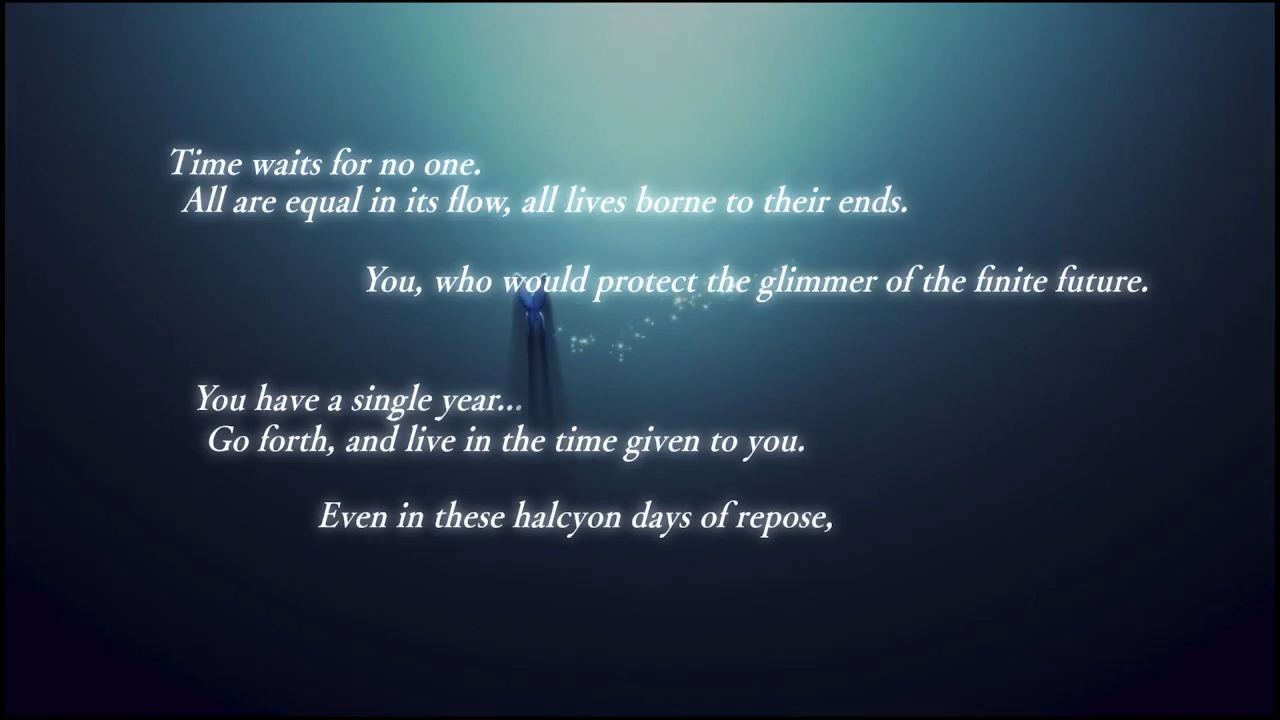 Time waits for no one.
All are equal in its flow, all lives borne to their ends.
You, who would protect the glimmer of the finite future.
You have a single year...
Go forth, and live in the time given to you.
Even in these halcyon days of repose,